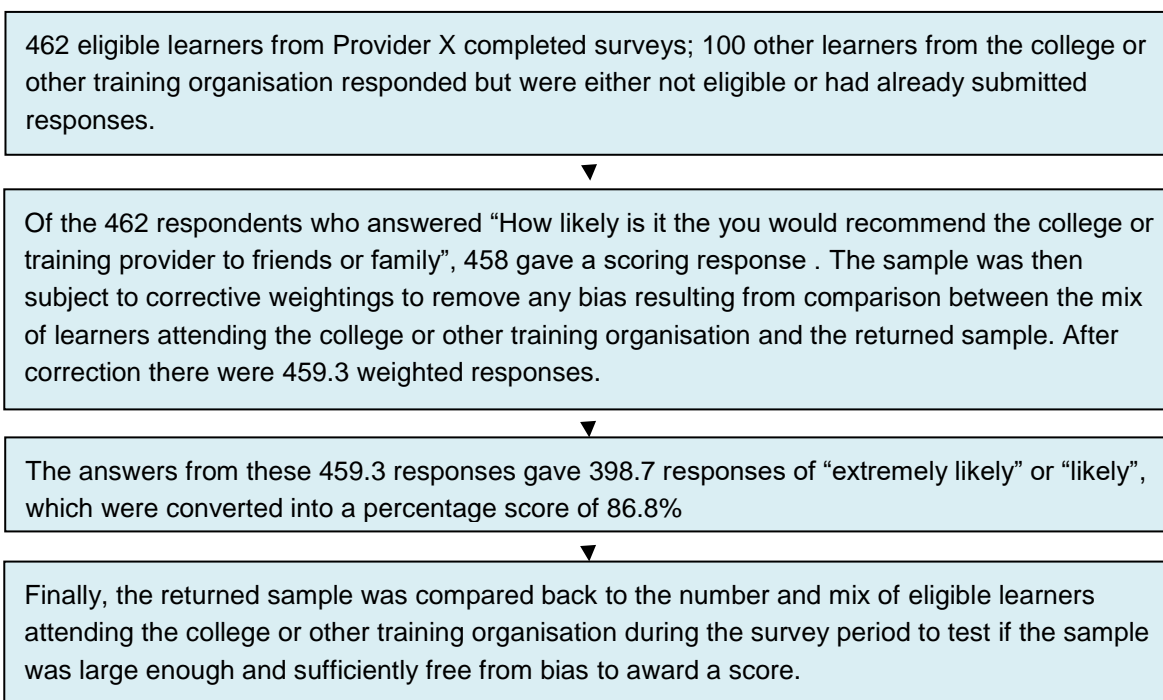 462 eligible learners from Provider X completed surveys; 100 other learners from the college or
other training organisation responded but were either not eligible or had already submitted
responses.
Of the 462 respondents who answered “How likely is it the you would recommend the college or
training provider to friends or family”, 458 gave a scoring response . The sample was then
subject to corrective weightings to remove any bias resulting from comparison between the mix
of learners attending the college or other training organisation and the returned sample. After
correction there were 459.3 weighted responses.
The answers from these 459.3 responses gave 398.7 responses of “extremely likely” or “likely”,
which were converted into a percentage score of 86.8%
Finally, the returned sample was compared back to the number and mix of eligible learners
attending the college or other training organisation during the survey period to test if the sample
was large enough and sufficiently free from bias to award a score.